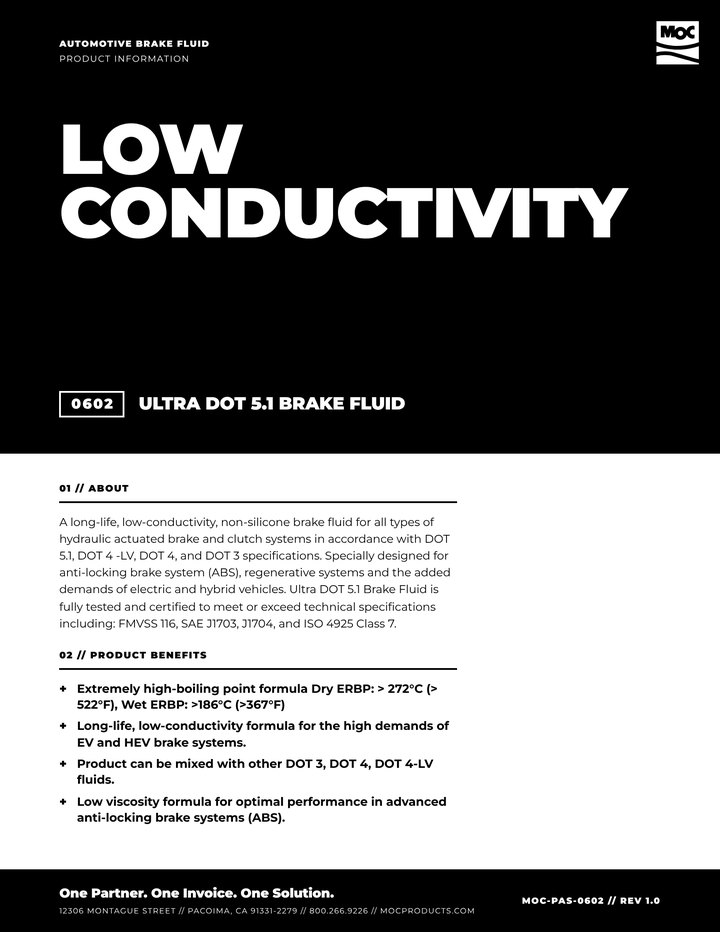 AUTOMOTIVE BRAKE FLUID
PRODUCT INFORMATION
MOC
LOW
CONDUCTIVITY
0602 ULTRA DOT 5.1 BRAKE FLUID
01 // ABOUT
A long-life, low-conductivity, non-silicone brake fluid for all types of
hydraulic actuated brake and clutch systems in accordance with DOT
5.1, DOT 4 -LV, DOT 4, and DOT 3 specifications. Specially designed for
anti-locking brake system (ABS), regenerative systems and the added
demands of electric and hybrid vehicles. Ultra DOT 5.1 Brake Fluid is
fully tested and certified to meet or exceed technical specifications
including: FMVSS 116, SAE J1703, J1704, and ISO 4925 Class 7.
02 // PRODUCT BENEFITS
+ Extremely high-boiling point formula Dry ERBP: > 272°C (>
522°F), Wet ERBP: >186°C (>367°F)
+ Long-life, low-conductivity formula for the high demands of
EV and HEV brake systems.
+ Product can be mixed with other DOT 3, DOT 4, DOT 4-LV
fluids.
+ Low viscosity formula for optimal performance in advanced
anti-locking brake systems (ABS).
One Partner. One Invoice. One Solution.
12306 MONTAGUE STREET // PACOIMA, CA 91331-2279 // 800.266.9226 // MOCPRODUCTS.COM
MOC-PAS-0602 // REV 1.0